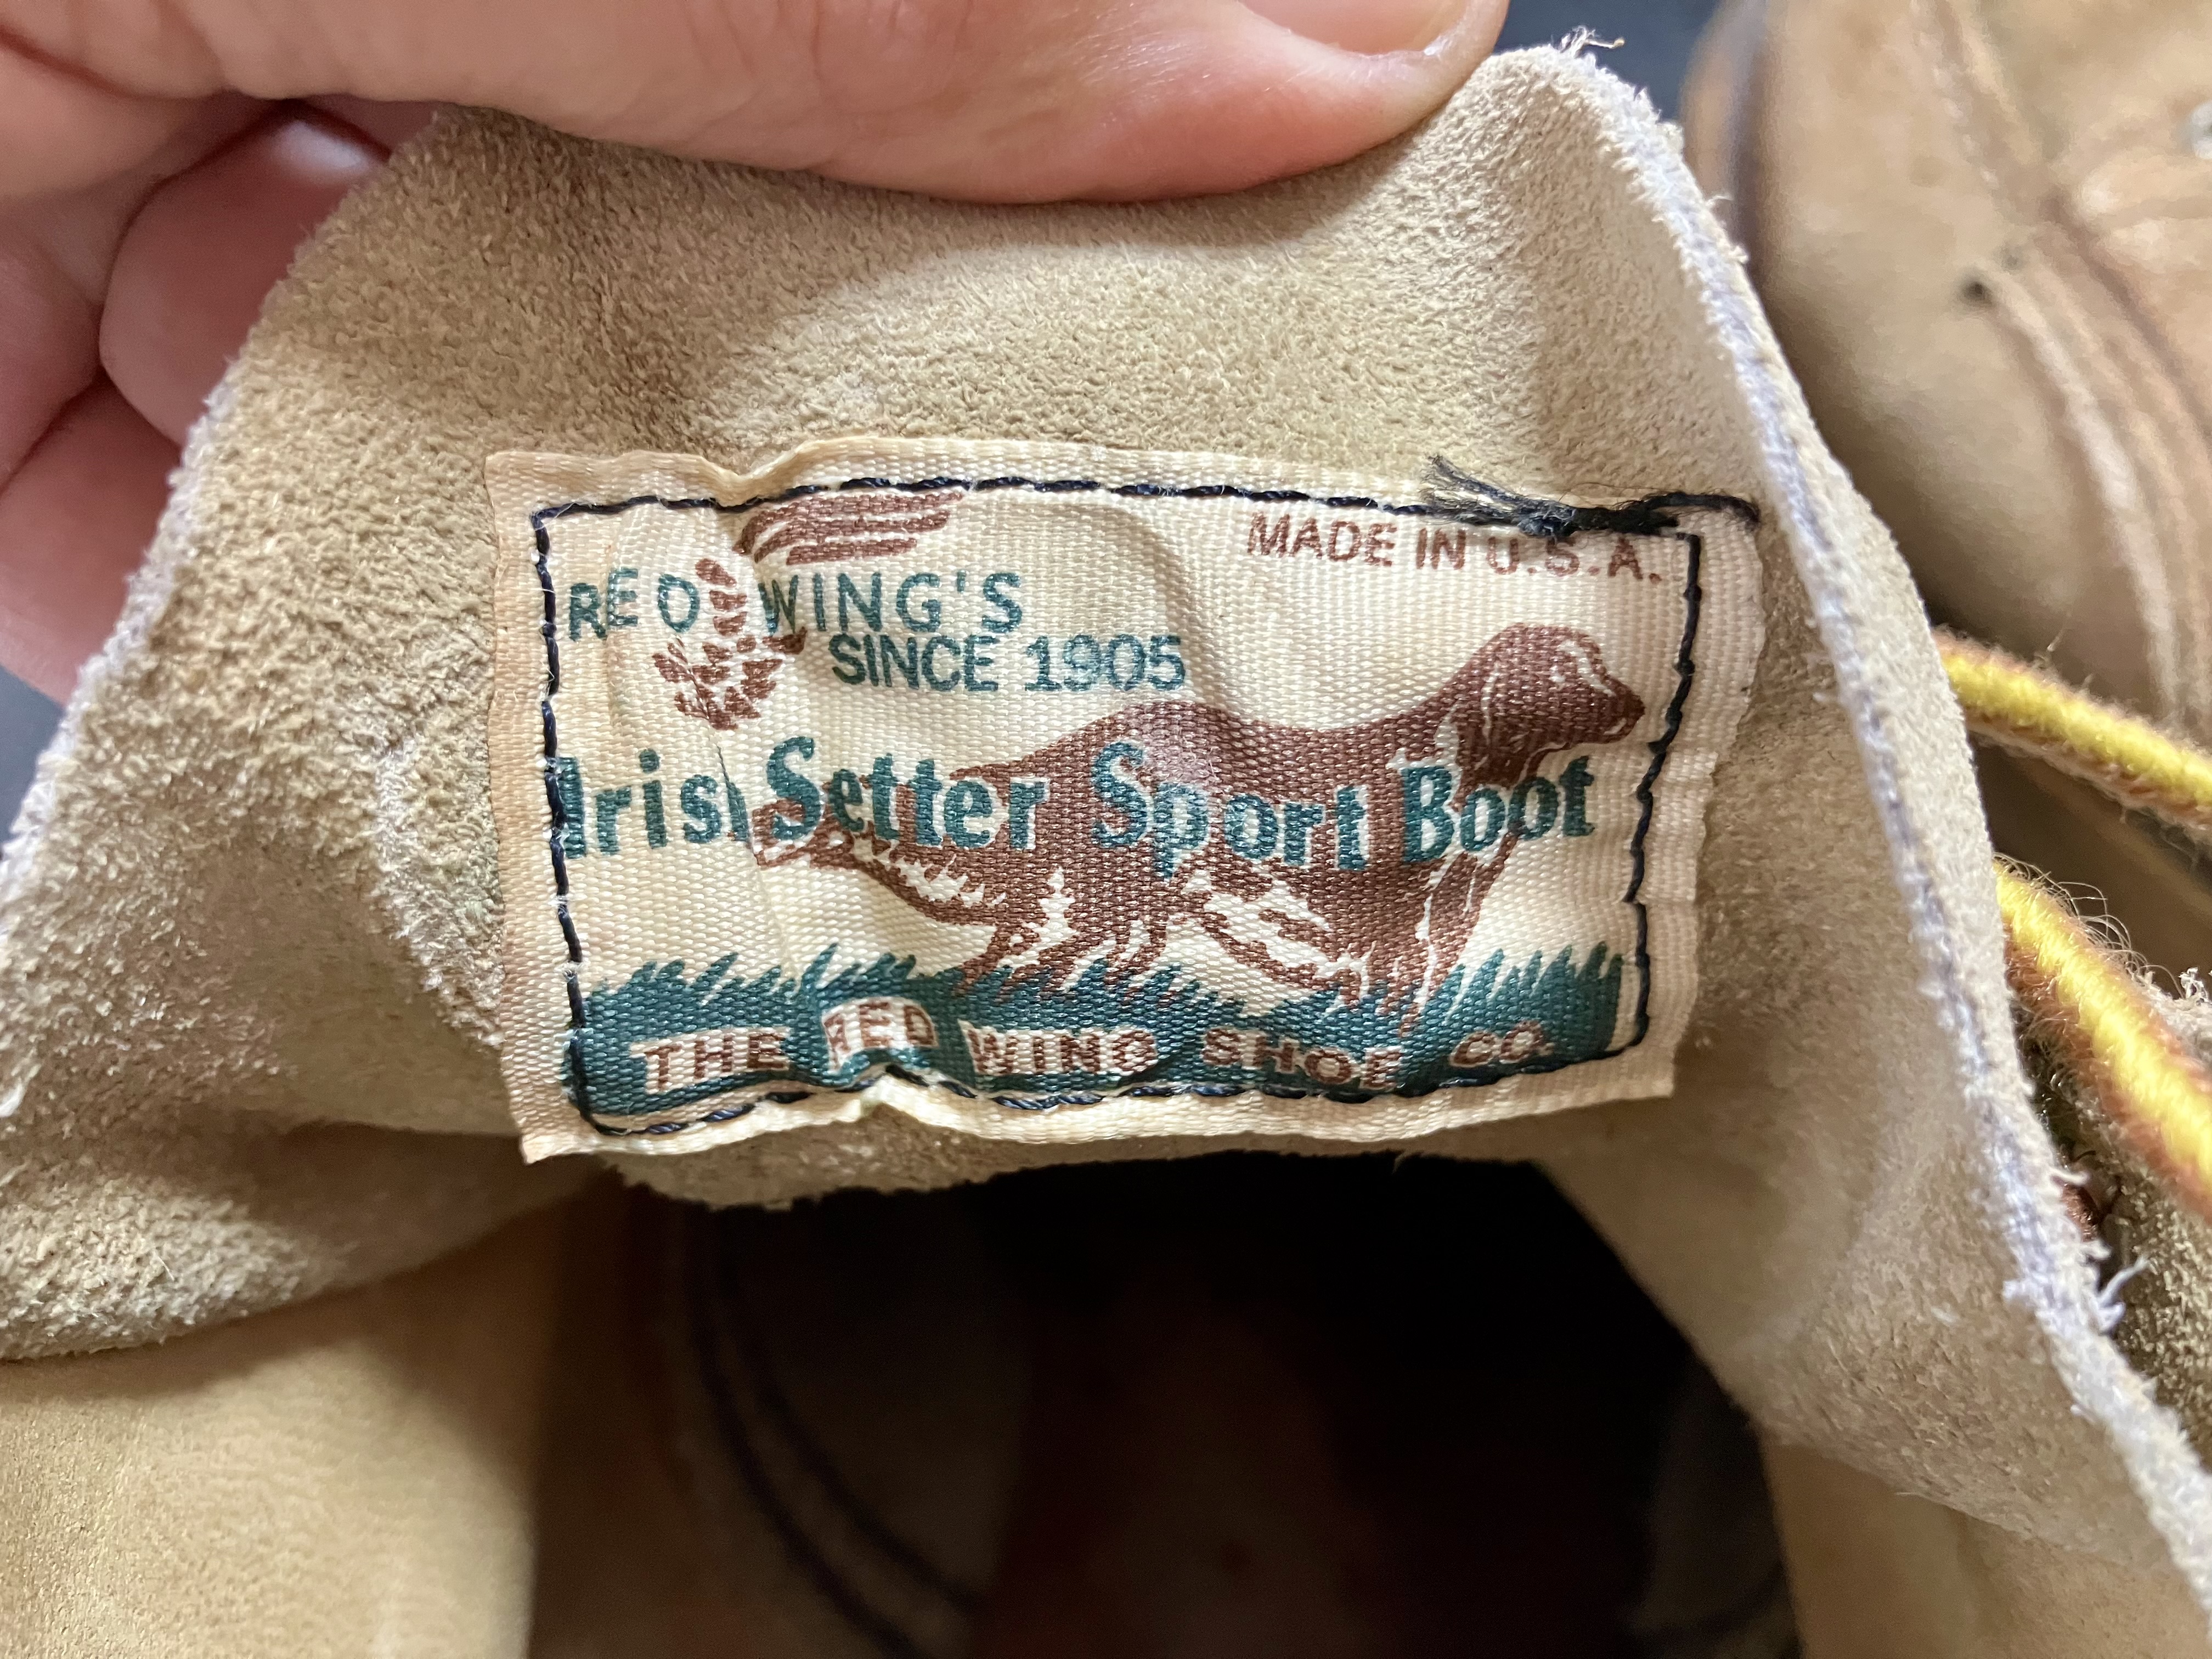 MADE IN U.S.A.
RED WING'S
SINCE 1905
Irish Setter Sport Boot
THE RED WING SHOE CO.